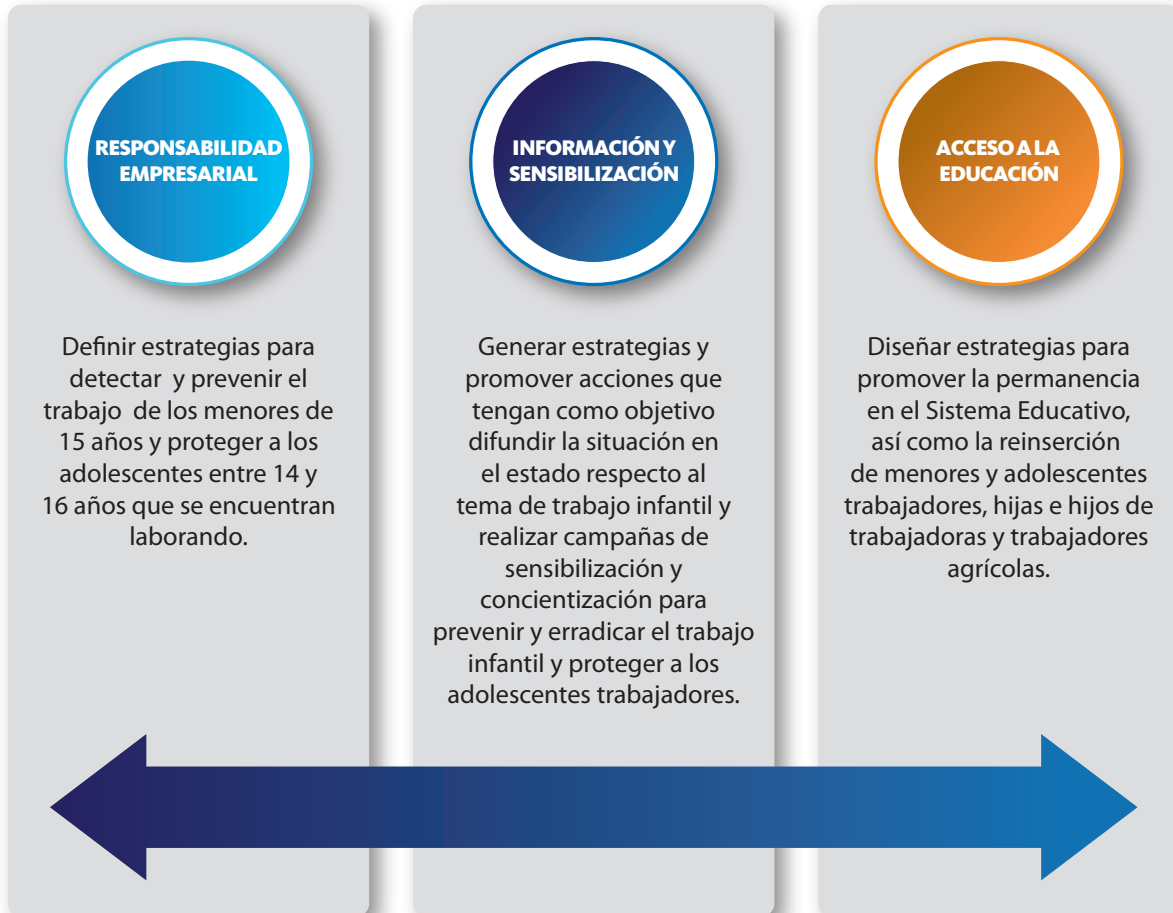 RESPONSABILIDAD
EMPRESARIAL
Definir estrategias para
detectar y prevenir el
trabajo de los menores de
15 años y proteger a los
adolescentes entre 14 y
16 años que se encuentran
laborando.
INFORMACIÓN Y
SENSIBILIZACIÓN
Generar estrategias y
promover acciones que
tengan como objetivo
difundir la situación en
el estado respecto al
tema de trabajo infantil y
realizar campañas de
sensibilización y
concientización para
prevenir y erradicar el trabajo
infantil y proteger a los
adolescentes trabajadores.
ACCESO A LA
EDUCACIÓN
Diseñar estrategias para
promover la permanencia
en el Sistema Educativo,
así como la reinserción
de menores y adolescentes
trabajadores, hijas e hijos de
trabajadoras y trabajadores
agrícolas.